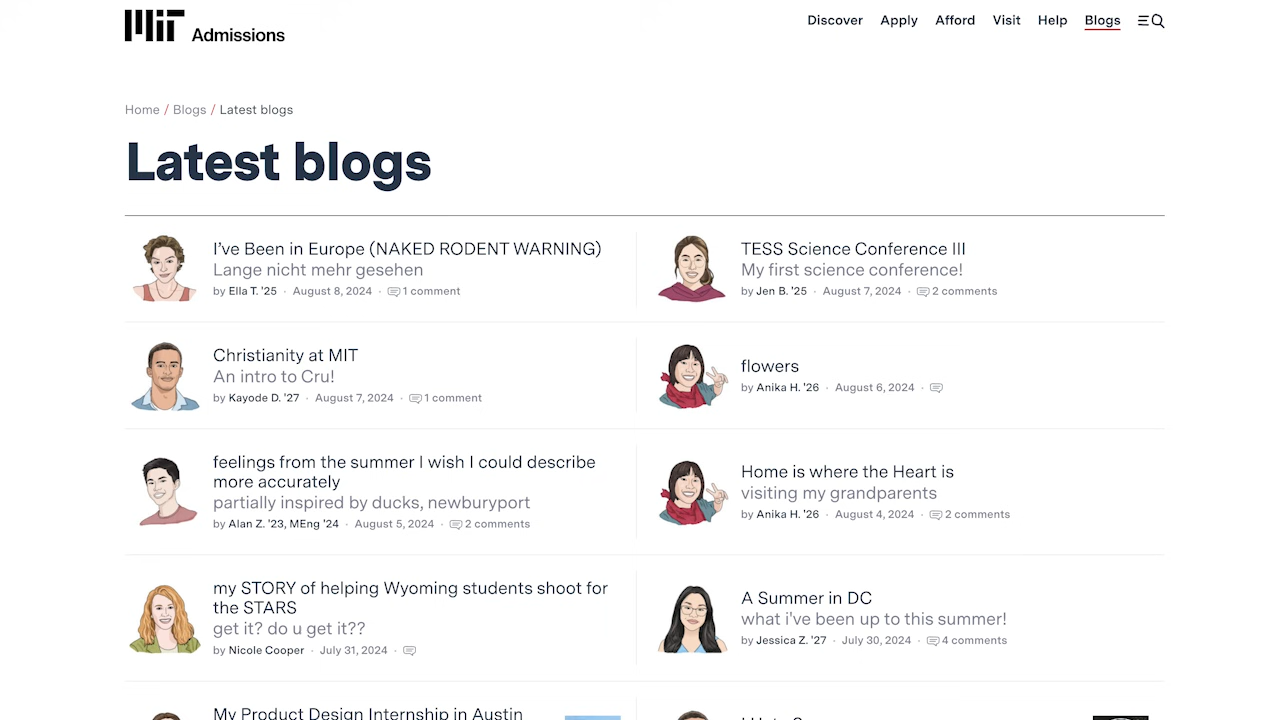 MIT Admissions
Discover Apply Afford Visit Help Blogs
Home / Blogs / Latest blogs
Latest blogs
I’ve Been in Europe (NAKED RODENT WARNING)
Lange nicht mehr gesehen
by Ella T. '25 · August 8, 2024 · 1 comment
TESS Science Conference III
My first science conference!
by Jen B. '25 · August 7, 2024 · 2 comments
Christianity at MIT
An intro to Cru!
by Kayode D. '27 · August 7, 2024 · 1 comment
flowers
by Anika H. '26 · August 6, 2024 ·
feelings from the summer I wish I could describe
more accurately
partially inspired by ducks, newburyport
by Alan Z. '23, MEng '24 · August 5, 2024 · 2 comments
Home is where the Heart is
visiting my grandparents
by Anika H. '26 · August 4, 2024 · 2 comments
my STORY of helping Wyoming students shoot for
the STARS
get it? do u get it??
by Nicole Cooper · July 31, 2024 ·
A Summer in DC
what i've been up to this summer!
by Jessica Z. '27 · July 30, 2024 · 4 comments
My Product Design Internship in Austin